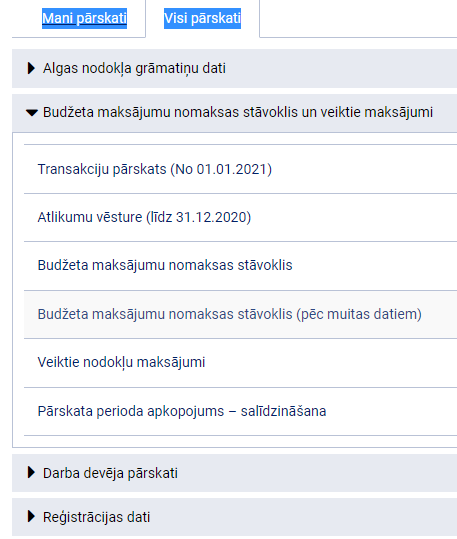 Mani pārskati Visi pārskati
Algas nodokļa grāmatiņu dati
Budžeta maksājumu nomaksas stāvoklis un veiktie maksājumi
Transakciju pārskats (No 01.01.2021)
Atlikumu vēsture (līdz 31.12.2020)
Budžeta maksājumu nomaksas stāvoklis
Budžeta maksājumu nomaksas stāvoklis (pēc muitas datiem)
Veiktie nodokļu maksājumi
Pārskata perioda apkopojums – salīdzināšana
Darba devēja pārskati
Reģistrācijas dati